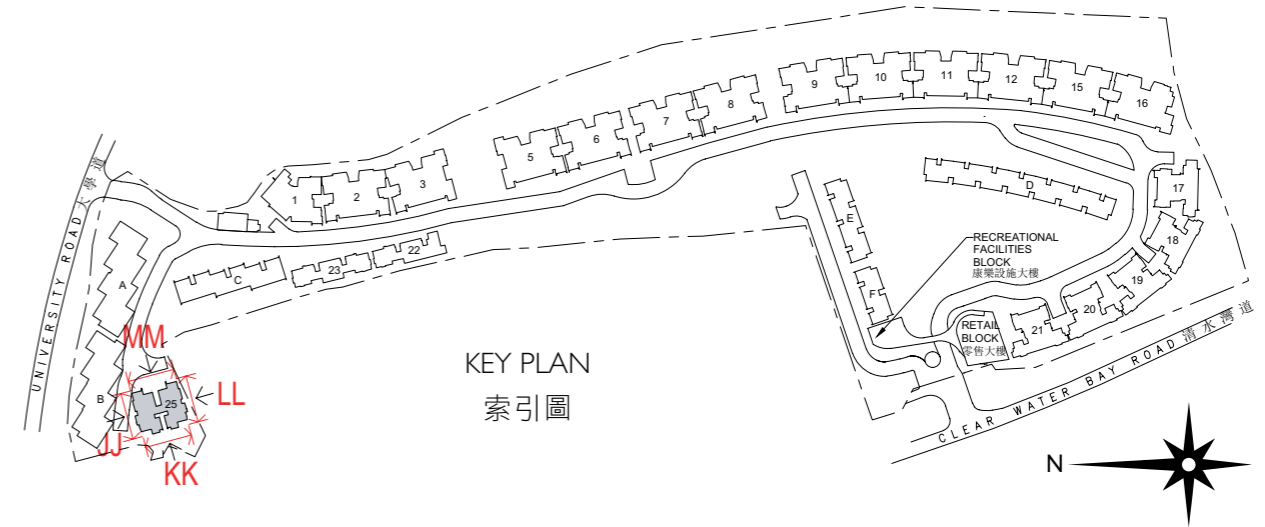 9
10
11
12
15
16
8
7
6
5
3
2
1
UNIVERSITY ROAD 大學道
A
B
C
23
22
D
E
F
17
18
19
20
21
RECREATIONAL
FACILITIES
BLOCK
康樂設施大樓
RETAIL
BLOCK
零售大樓
CLEAR WATER BAY ROAD 清水灣道
MM
LL
25
JJ
KK
KEY PLAN
索引圖
N